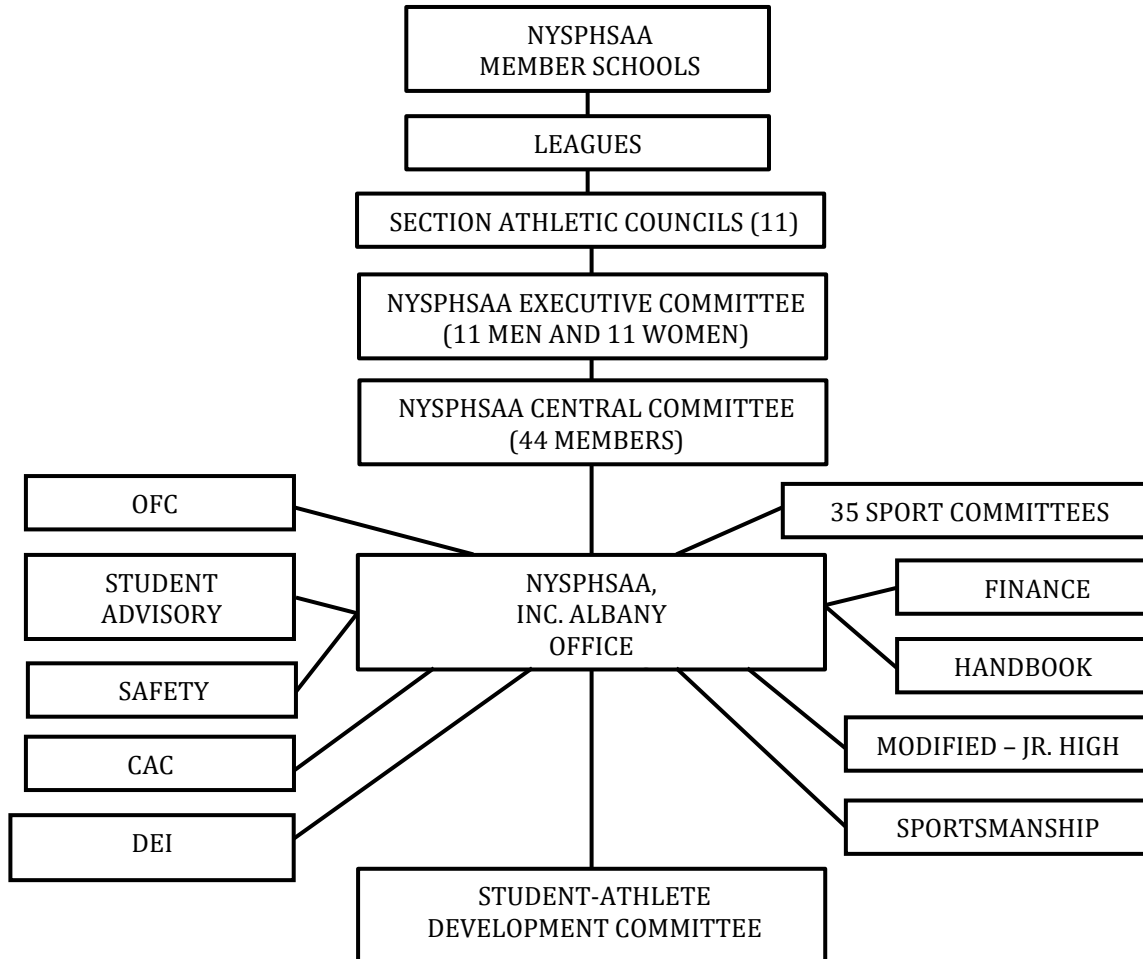 NYSPHSAA
MEMBER SCHOOLS
LEAGUES
SECTION ATHLETIC COUNCILS (11)
NYSPHSAA EXECUTIVE COMMITTEE
(11 MEN AND 11 WOMEN)
NYSPHSAA CENTRAL COMMITTEE
(44 MEMBERS)
OFC
35 SPORT COMMITTEES
STUDENT
ADVISORY
NYSPHSAA,
INC. ALBANY
OFFICE
FINANCE
SAFETY
HANDBOOK
CAC
MODIFIED – JR. HIGH
DEI
SPORTSMANSHIP
STUDENT-ATHLETE
DEVELOPMENT COMMITTEE